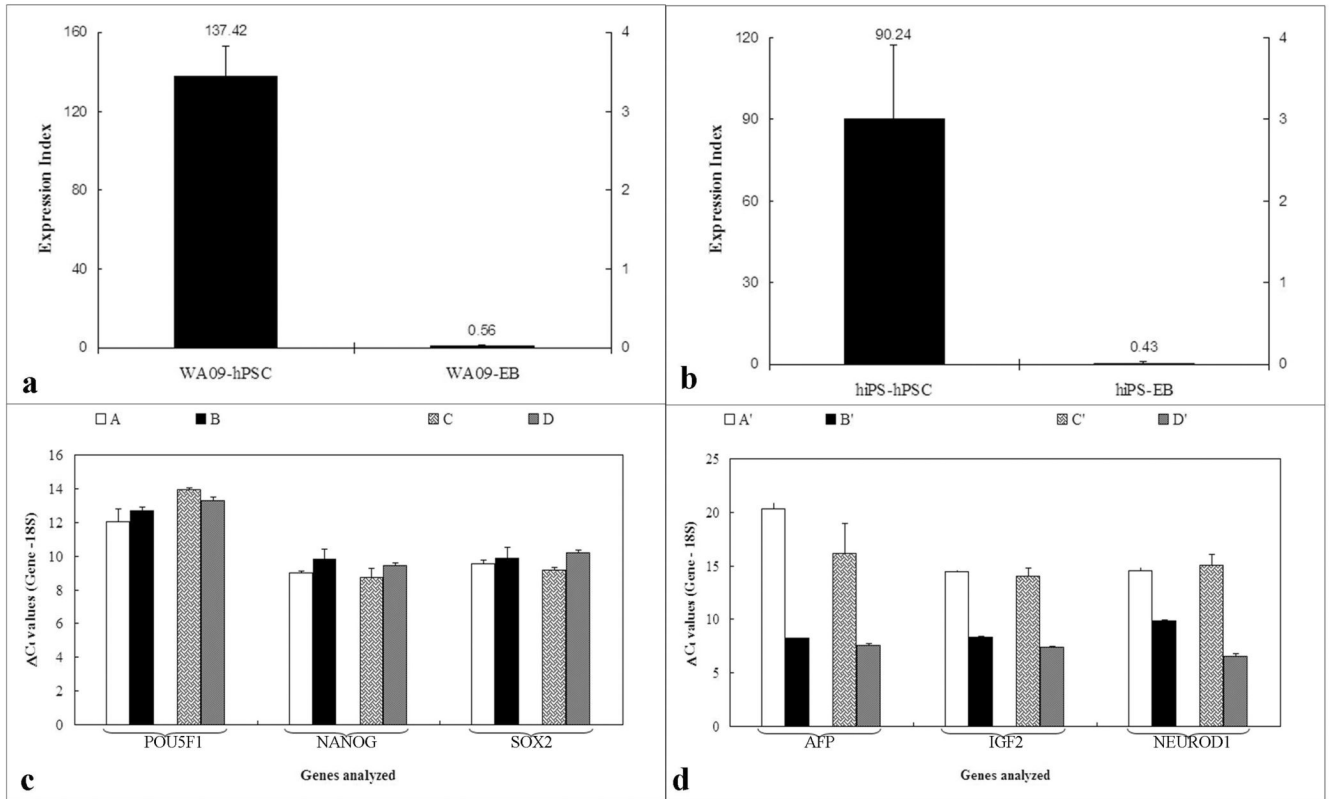 137.42
160
120
80
40
0
Expression Index
4
3
2
1
0
0.56
WA09-hPSC
WA09-EB
a
90.24
120
90
60
30
0
Expression Index
4
3
2
1
0
0.43
hiPS-hPSC
hiPS-EB
b
A
B
C
D
16
14
12
10
8
6
4
2
0
ΔCt values (Gene -18S)
POU5F1
NANOG
SOX2
Genes analyzed
c
A'
B'
C'
D'
25
20
15
10
5
0
ΔCt values (Gene - 18S)
AFP
IGF2
NEUROD1
Genes analyzed
d